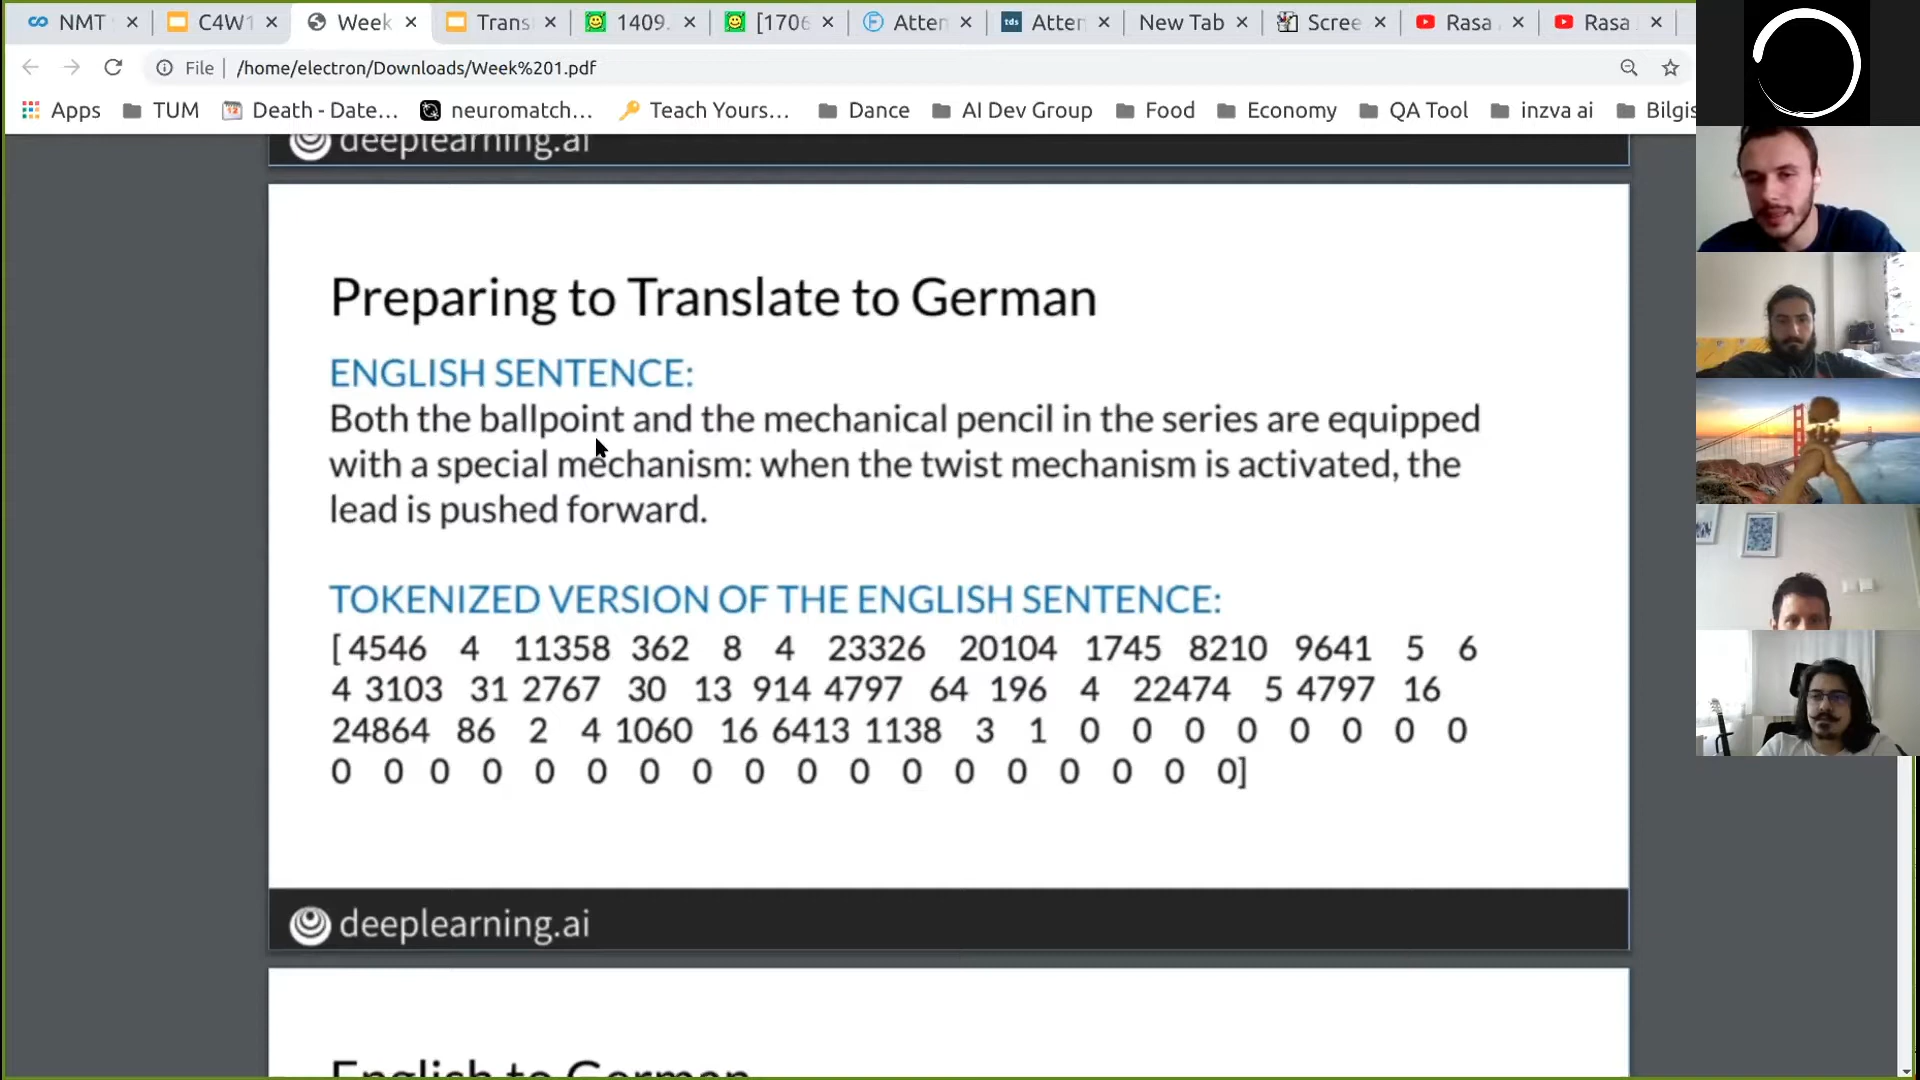 NMT
C4W1
Week
Trans
1409.
[1706
Atten
tds
Atten
New Tab
Scree
Rasa
Rasa
File
/home/electron/Downloads/Week%201.pdf
Apps
TUM
Death - Date...
neuromatch...
Teach Yours...
Dance
AI Dev Group
Food
Economy
QA Tool
inzva ai
Bilgis
deeplearning.ai
Preparing to Translate to German
ENGLISH SENTENCE:
Both the ballpoint and the mechanical pencil in the series are equipped
with a special mechanism: when the twist mechanism is activated, the
lead is pushed forward.
TOKENIZED VERSION OF THE ENGLISH SENTENCE:
[ 4546 4 11358 362 8 4 23326 20104 1745 8210 9641 5 6
4 3103 31 2767 30 13 914 4797 64 196 4 22474 5 4797 16
24864 86 2 4 1060 16 6413 1138 3 1 0 0 0 0 0 0 0 0
0 0 0 0 0 0 0 0 0 0 0 0 0 0 0 0 0 0]
deeplearning.ai
English to German